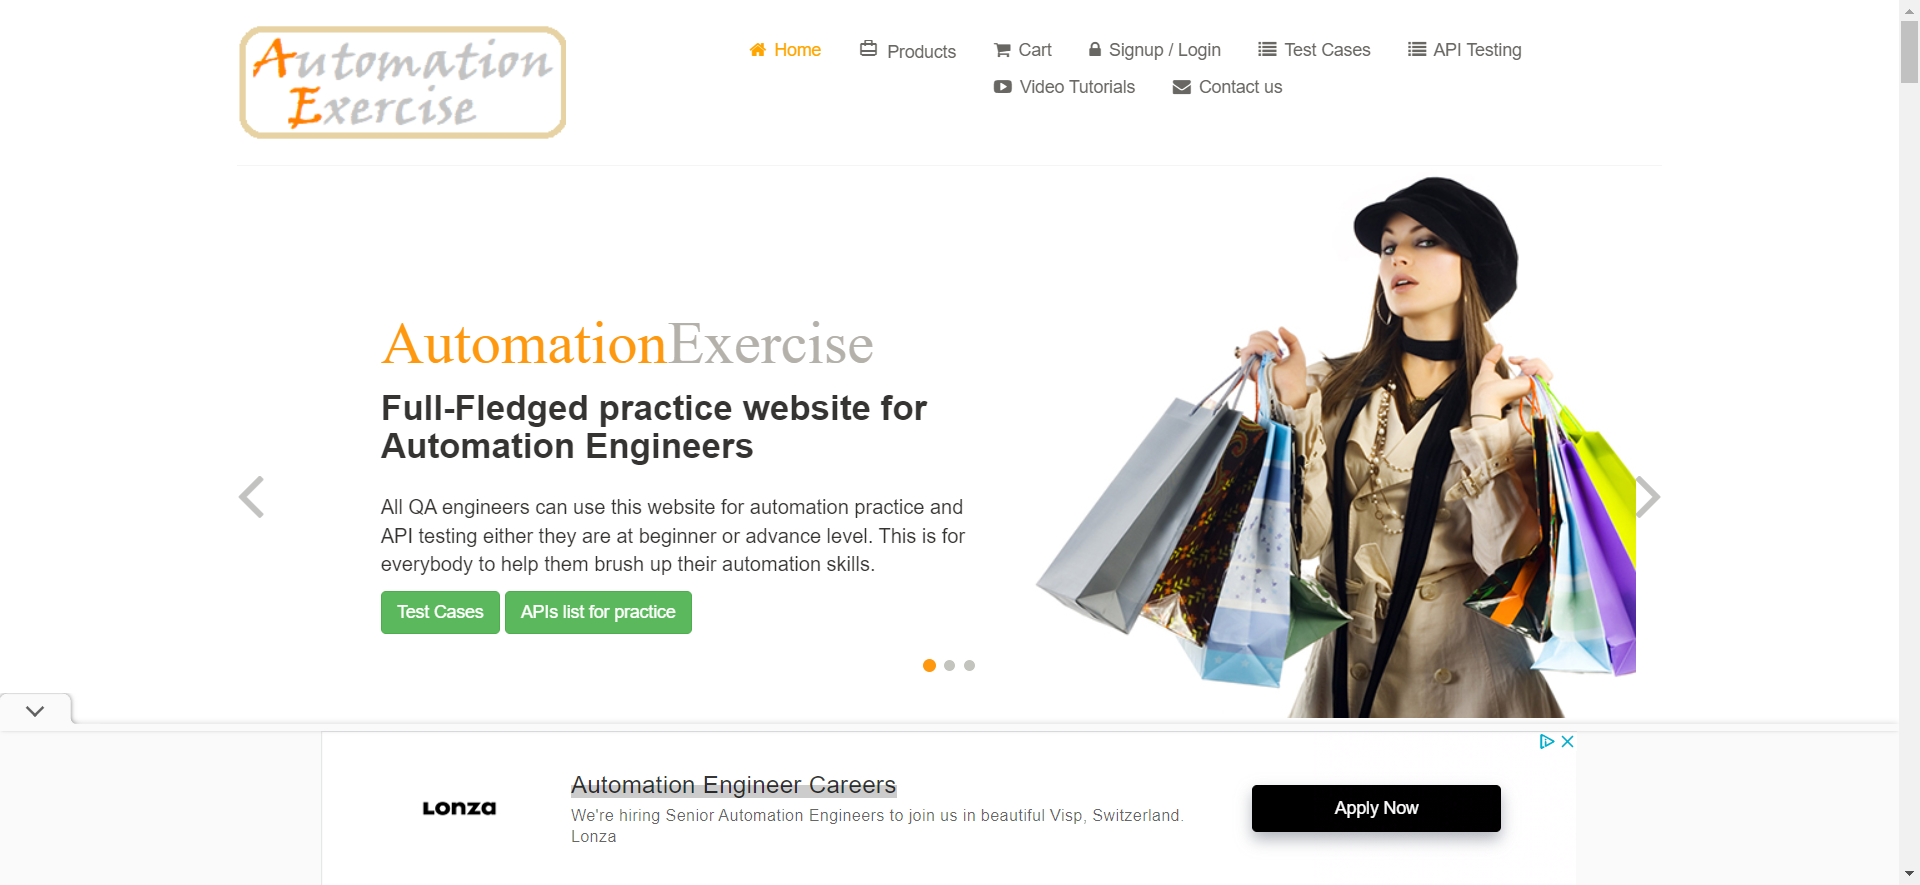 Automation
Exercise
Home
Products
Cart
Signup / Login
Test Cases
API Testing
Video Tutorials
Contact us
AutomationExercise
Full-Fledged practice website for
Automation Engineers
All QA engineers can use this website for automation practice and
API testing either they are at beginner or advance level. This is for
everybody to help them brush up their automation skills.
Test Cases
APIs list for practice
Lonza
Automation Engineer Careers
We're hiring Senior Automation Engineers to join us in beautiful Visp, Switzerland.
Lonza
Apply Now